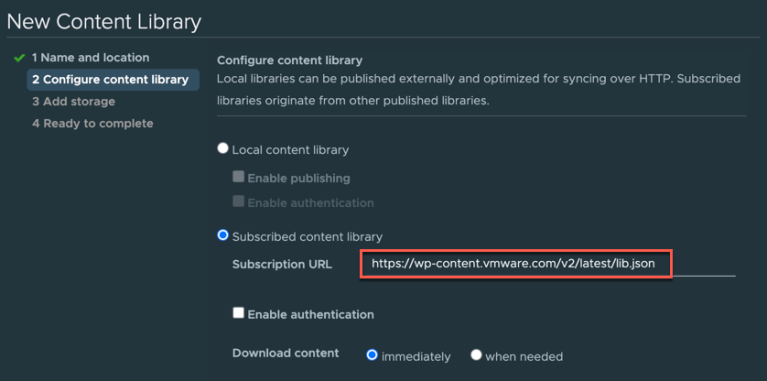 New Content Library
1 Name and location
2 Configure content library
3 Add storage
4 Ready to complete
Configure content library
Local libraries can be published externally and optimized for syncing over HTTP. Subscribed
libraries originate from other published libraries.
Local content library
Enable publishing
Enable authentication
Subscribed content library
Subscription URL https://wp-content.vmware.com/v2/latest/lib.json
Enable authentication
Download content immediately when needed